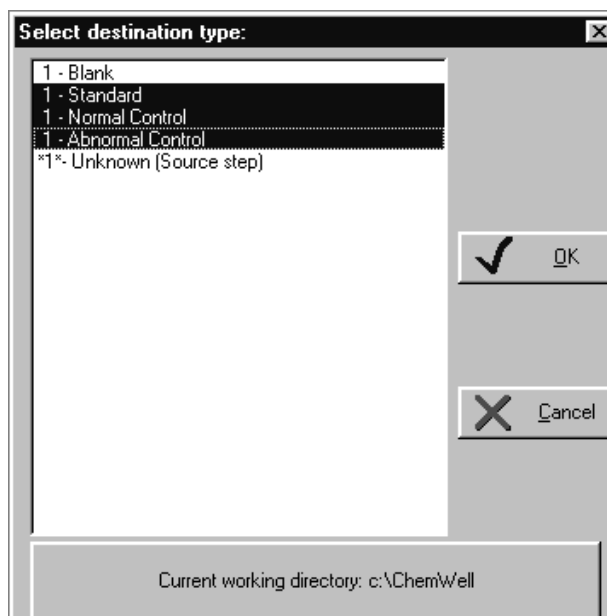 Select destination type:
1 - Blank
1 - Standard
1 - Normal Control
1 - Abnormal Control
*1*- Unknown (Source step)
OK
Cancel
Current working directory: c:\ChemWell